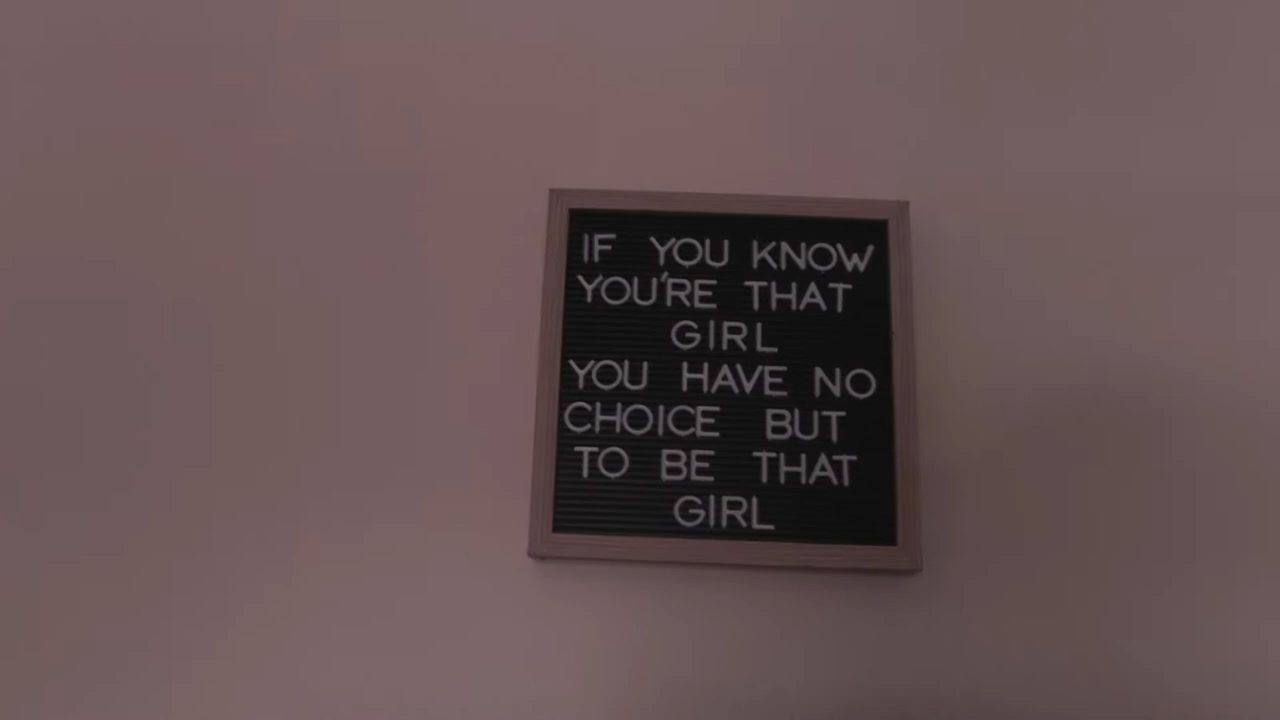 IF YOU KNOW
YOU'RE THAT
GIRL
YOU HAVE NO
CHOICE BUT
TO BE THAT
GIRL